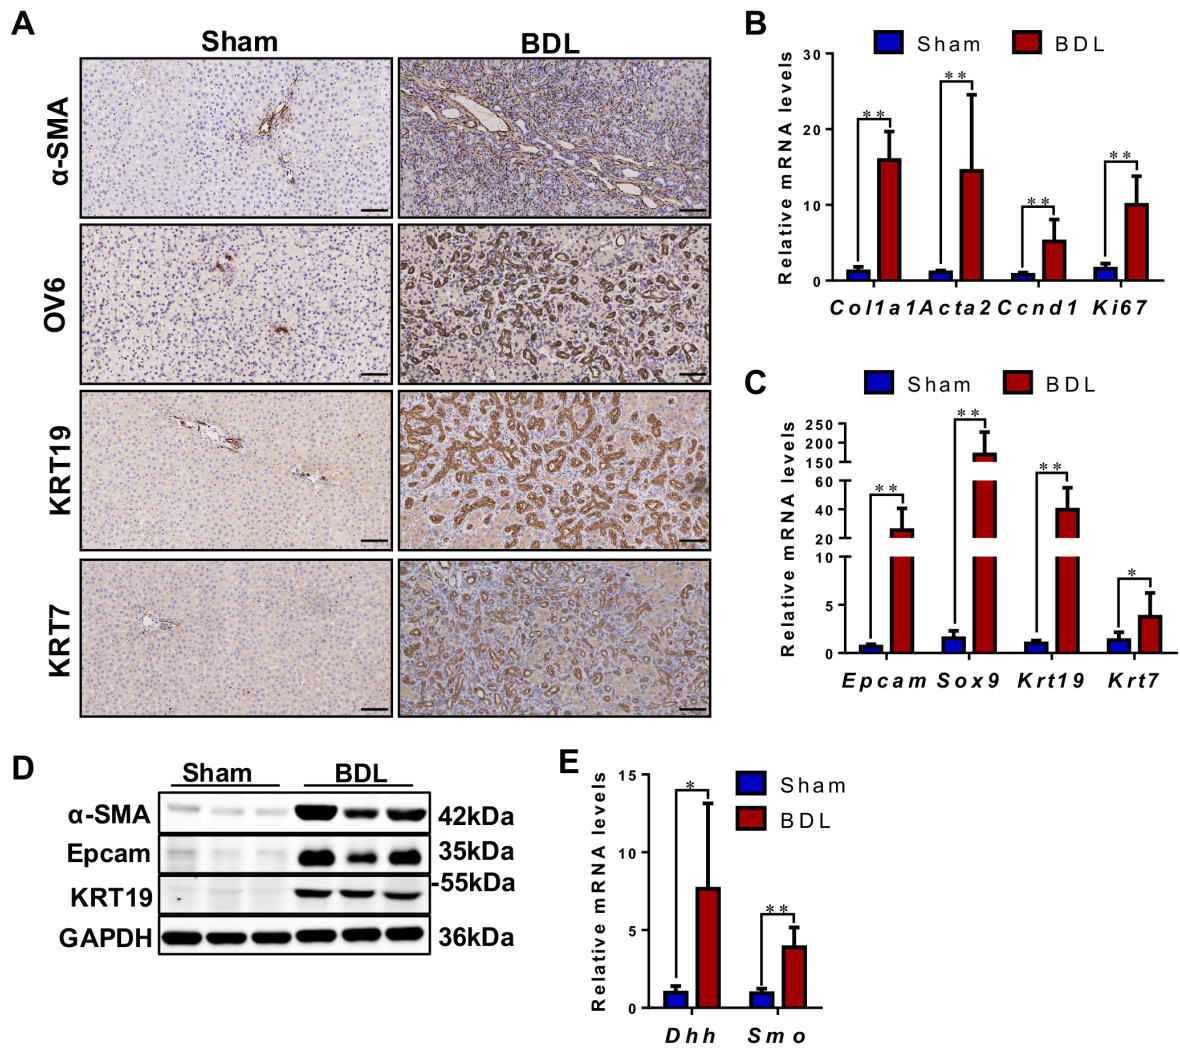 A
Sham BDL
α-SMA
OV6
KRT19
KRT7
B
Sham BDL
Relative mRNA levels
30
20
10
0
Col1a1 Acta2 Ccnd1 Ki67
** ** ** **
C
Sham BDL
Relative mRNA levels
250
200
150
60
40
20
10
5
0
Epcam Sox9 Krt19 Krt7
** ** ** *
D
Sham BDL
α-SMA 42kDa
Epcam 35kDa
KRT19 -55kDa
GAPDH 36kDa
E
Sham
BDL
Relative mRNA levels
15
10
5
0
Dhh Smo
* **